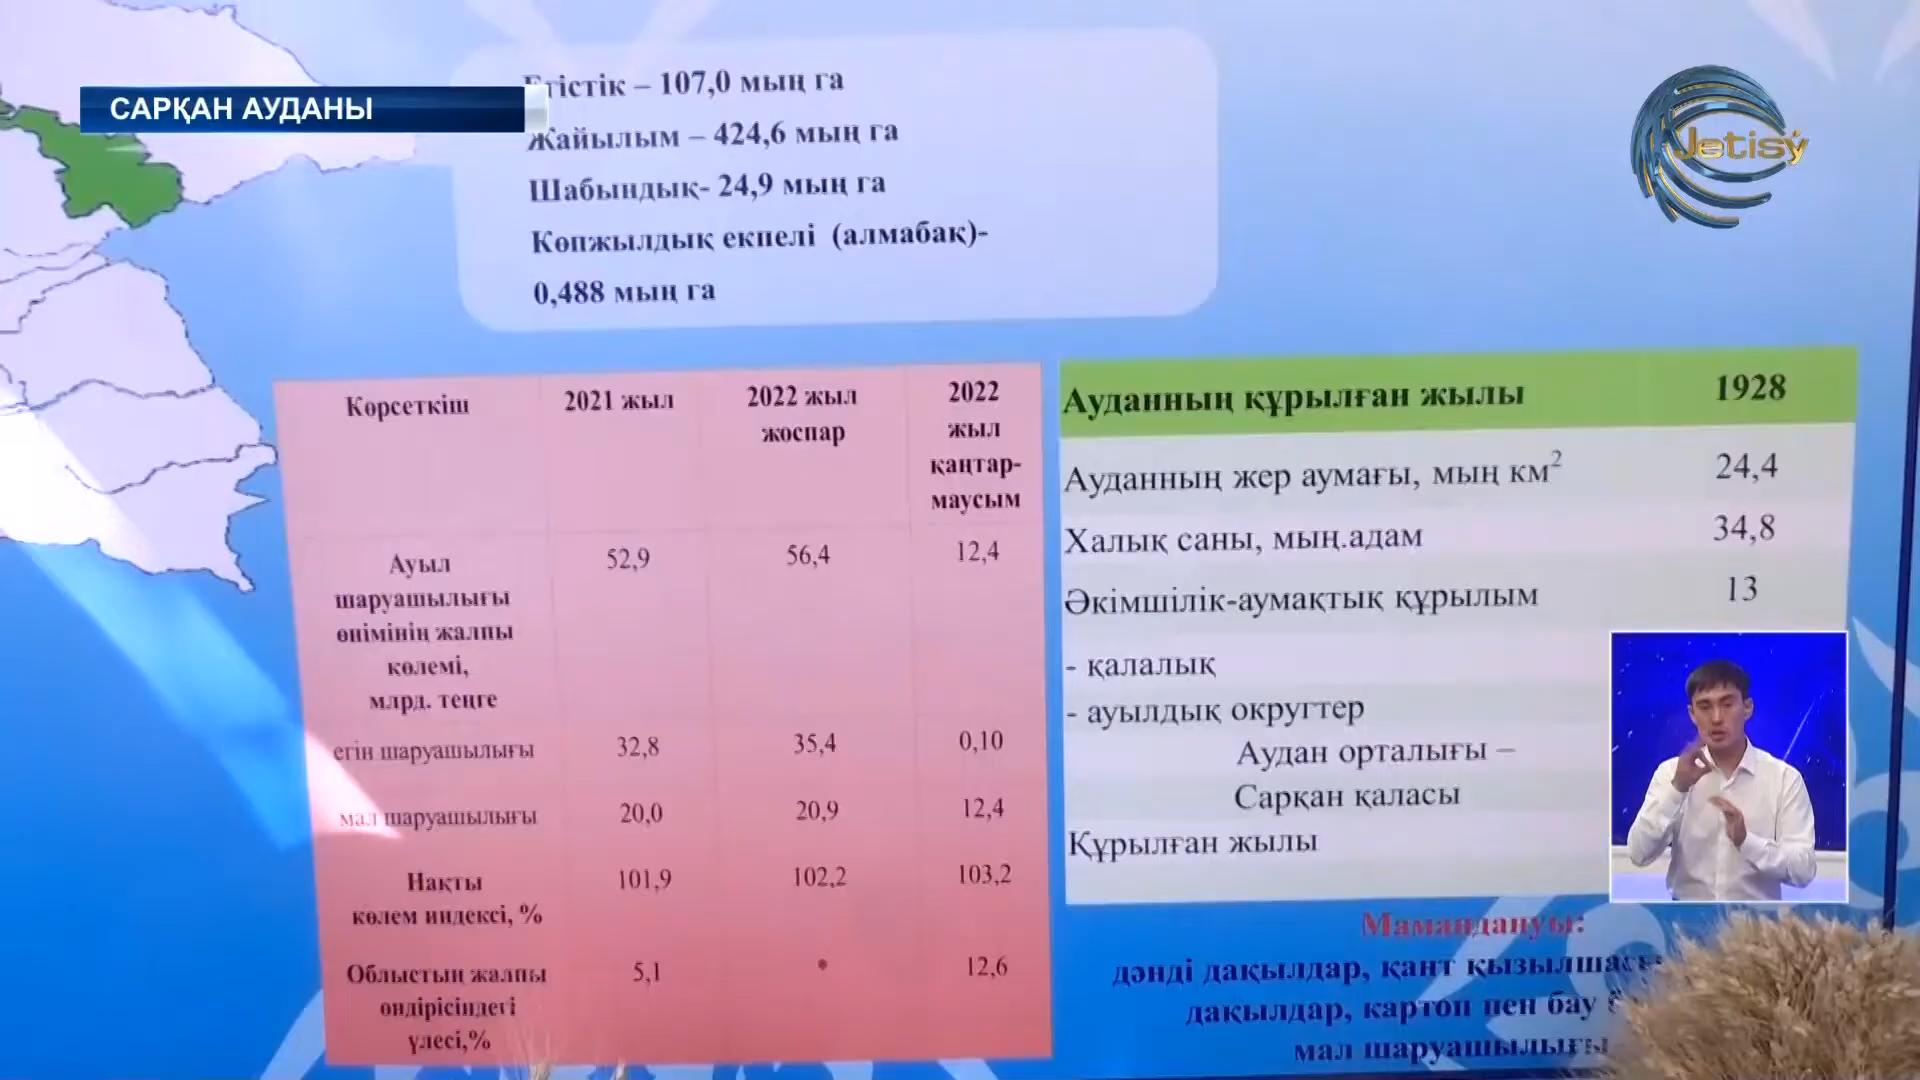 САРҚАН АУДАНЫ
Егістік – 107,0 мың га
Жайылым – 424,6 мың га
Шабындық- 24,9 мың га
Көпжылдық екпелі (алмабақ)-
0,488 мың га
Jetisý
Көрсеткіш
2021 жыл
2022 жыл
жоспар
2022
жыл
қаңтар-
маусым
Ауыл
шаруашылығы
өнімінің жалпы
көлемі,
млрд. теңге
52,9
56,4
12,4
егін шаруашылығы
32,8
35,4
0,10
мал шаруашылығы
20,0
20,9
12,4
Нақты
көлем индексі, %
101,9
102,2
103,2
Облыстың жалпы
өндірісіндегі
үлесі,%
5,1
*
12,6
Ауданның құрылған жылы 1928
Ауданның жер аумағы, мың км² 24,4
Халық саны, мың.адам 34,8
Әкімшілік-аумақтық құрылым 13
- қалалық
- ауылдық округтер
Аудан орталығы –
Сарқан қаласы
Құрылған жылы
Мамандануы:
дәнді дақылдар, қант қызылшасы
дақылдар, картоп пен бау
мал шаруашылығы